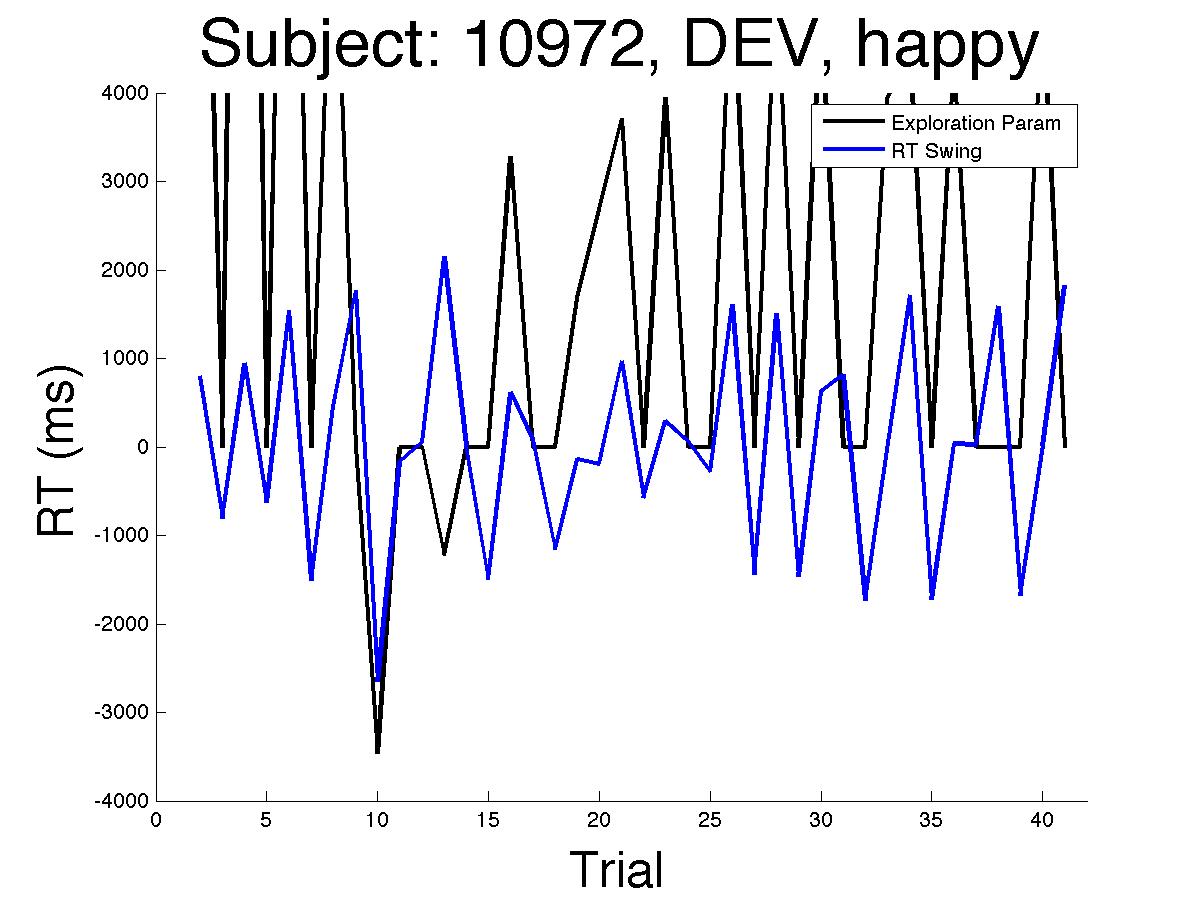 Subject: 10972, DEV, happy
4000
3000
2000
1000
0
-1000
-2000
-3000
-4000
RT (ms)
Exploration Param
RT Swing
0 5 10 15 20 25 30 35 40
Trial